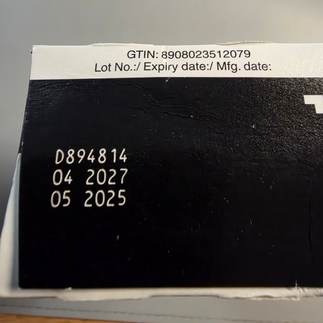 GTIN: 8908023512079
Lot No.:/ Expiry date:/ Mfg. date:
D894814
04 2027
05 2025